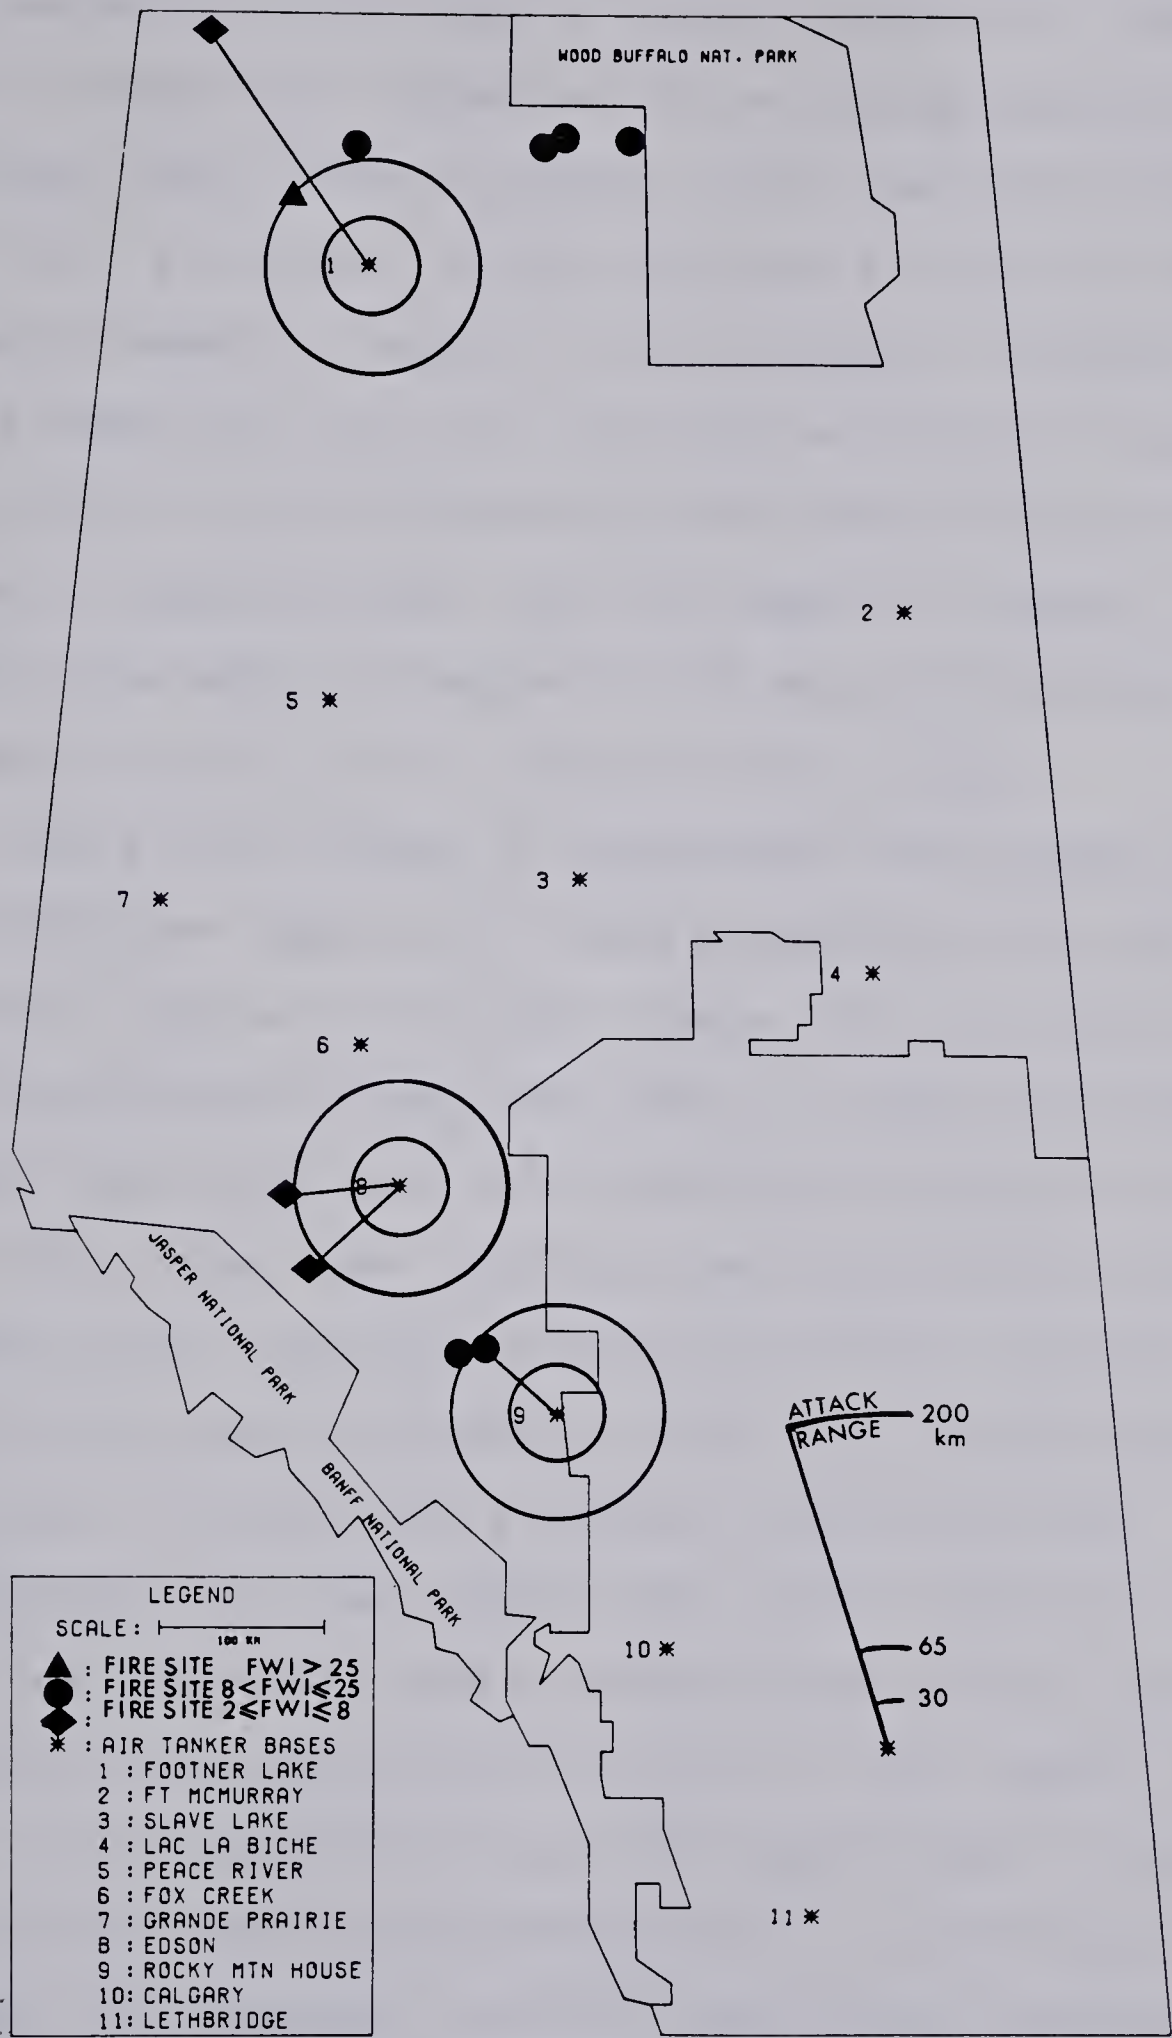 WOOD BUFFALO NAT. PARK
1
2
5
3
7
4
6
8
JASPER NATIONAL PARK
9
ATTACK
RANGE
200
km
BANFF NATIONAL PARK
LEGEND
SCALE:
100 KM
: FIRE SITE FWI > 25
: FIRE SITE 8 < FWI ⩽ 25
: FIRE SITE 2 ⩽ FWI ⩽ 8
: AIR TANKER BASES
1 : FOOTNER LAKE
2 : FT MCMURRAY
3 : SLAVE LAKE
4 : LAC LA BICHE
5 : PEACE RIVER
6 : FOX CREEK
7 : GRANDE PRAIRIE
8 : EDSON
9 : ROCKY MTN HOUSE
10: CALGARY
11: LETHBRIDGE
10
65
30
11